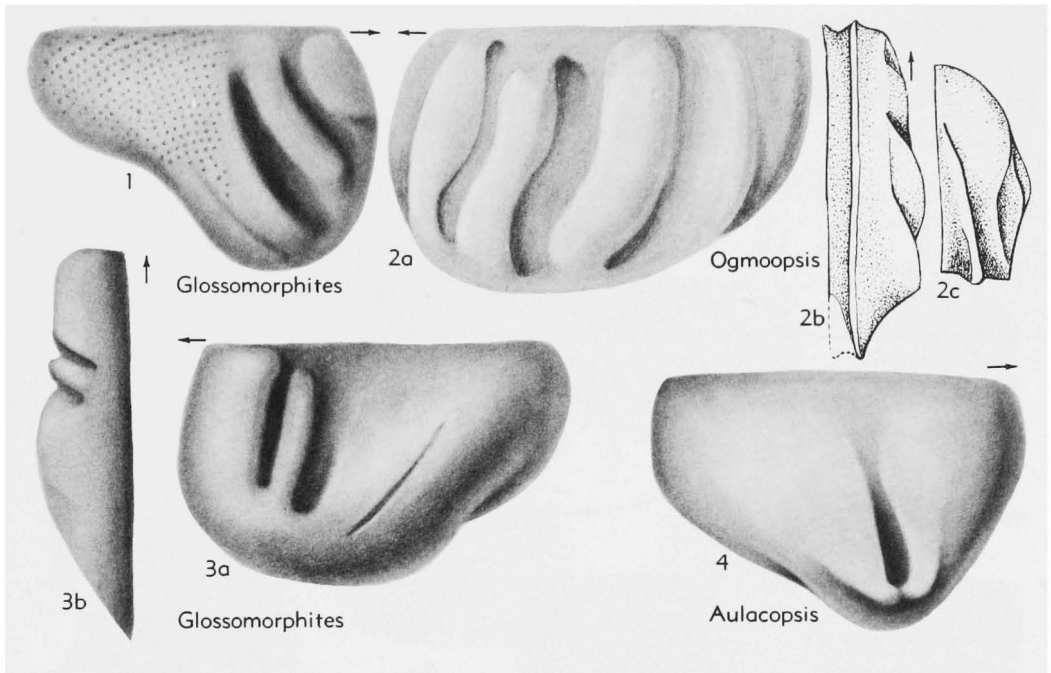 1
Glossomorphites
2a
Ogmoopsis
2b
2c
3b
3a
Glossomorphites
4
Aulacopsis